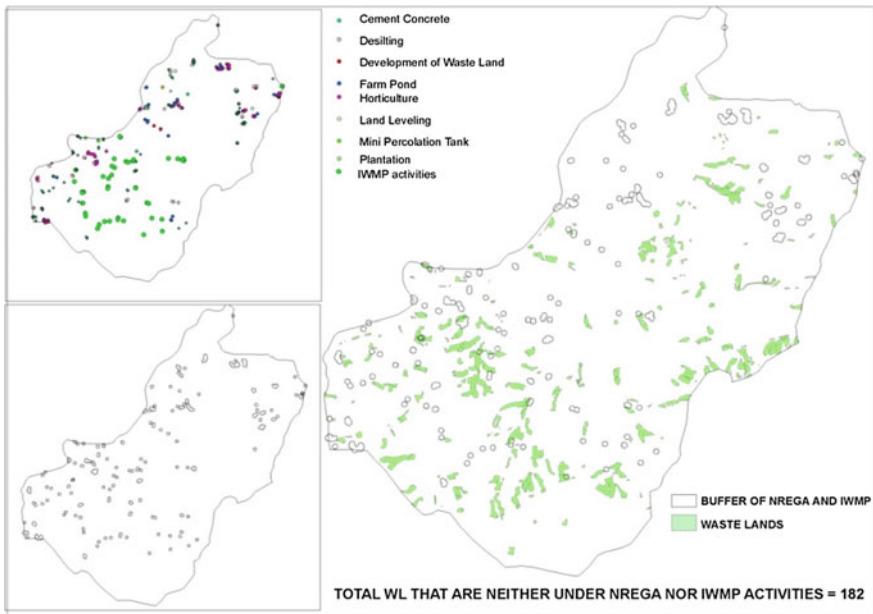 Cement Concrete
Desilting
Development of Waste Land
Farm Pond
Horticulture
Land Leveling
Mini Percolation Tank
Plantation
IWMP activities
BUFFER OF NREGA AND IWMP
WASTE LANDS
TOTAL WL THAT ARE NEITHER UNDER NREGA NOR IWMP ACTIVITIES = 182